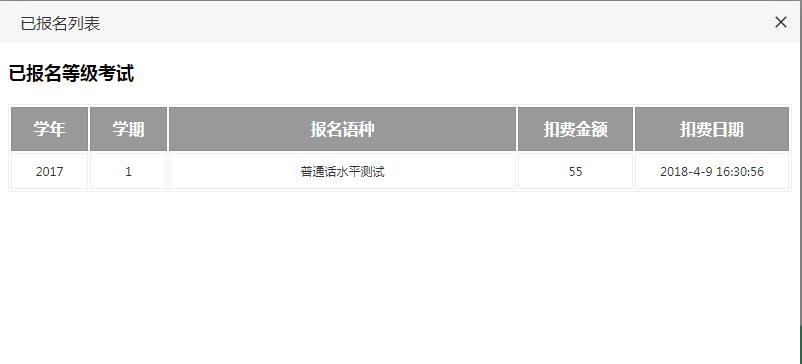 已报名列表
已报名等级考试
学年 学期 报名语种 扣费金额 扣费日期
2017 1 普通话水平测试 55 2018-4-9 16:30:56